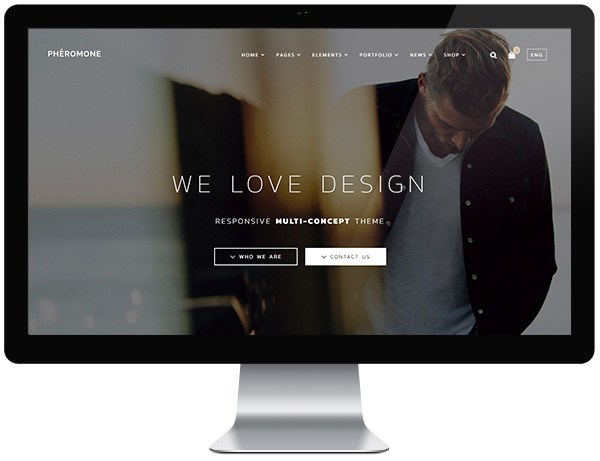 PHĒROMONE
HOME PAGES ELEMENTS PORTFOLIO NEWS SHOP ENG
WE LOVE DESIGN
RESPONSIVE MULTI-CONCEPT THEME
WHO WE ARE CONTACT US